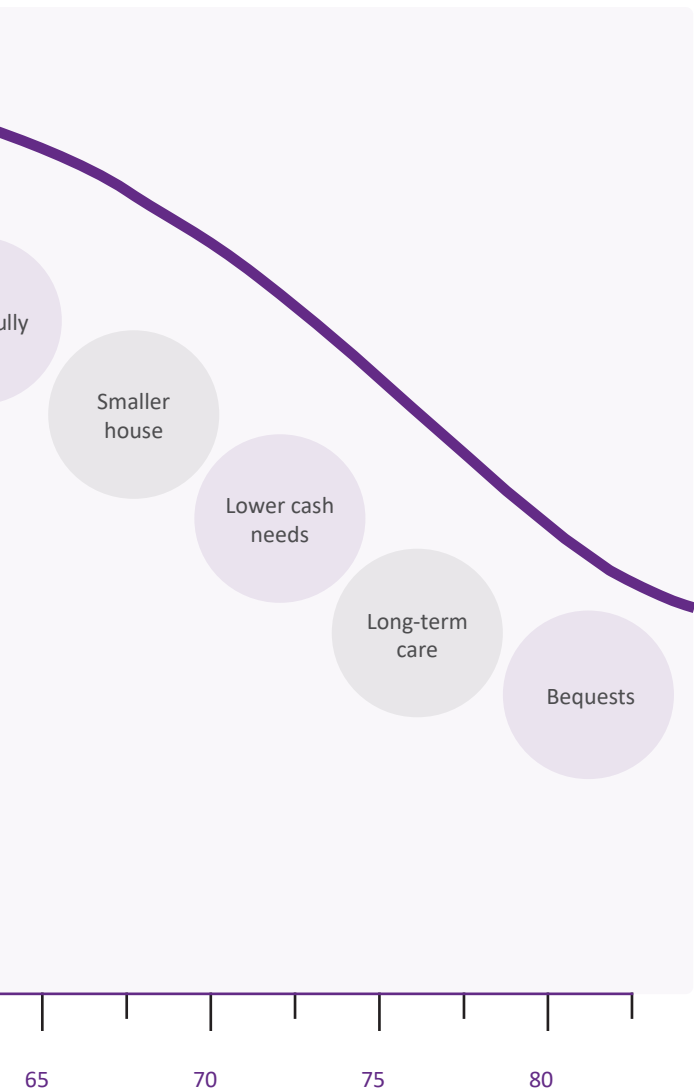 ully
Smaller
house
Lower cash
needs
Long-term
care
Bequests
65 70 75 80